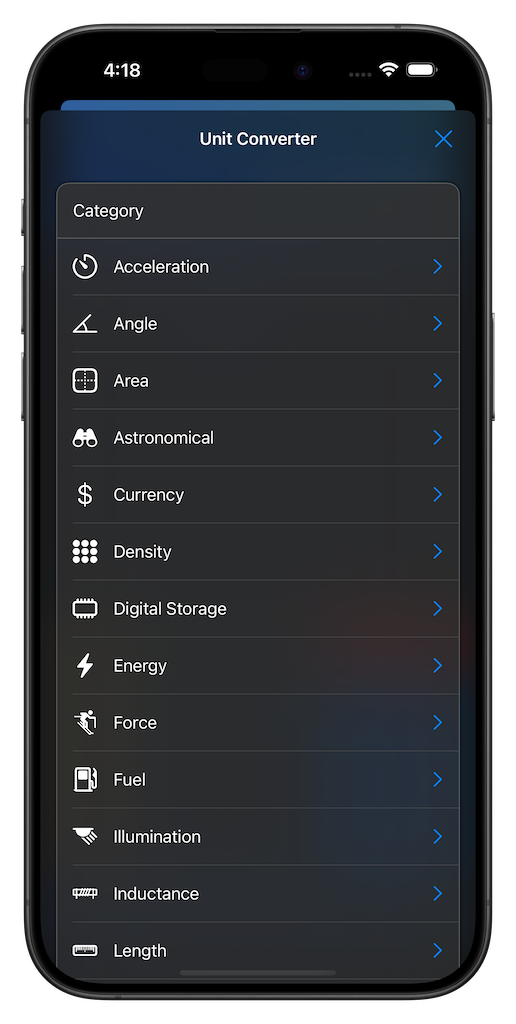 4:18
Unit Converter
Category
Acceleration
Angle
Area
Astronomical
$ Currency
Density
Digital Storage
Energy
Force
Fuel
Illumination
Inductance
Length